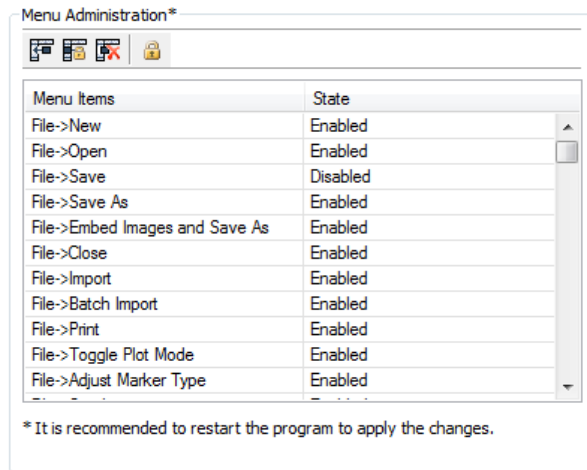 Menu Administration*
Menu Items State
File->New Enabled
File->Open Enabled
File->Save Disabled
File->Save As Enabled
File->Embed Images and Save As Enabled
File->Close Enabled
File->Import Enabled
File->Batch Import Enabled
File->Print Enabled
File->Toggle Plot Mode Enabled
File->Adjust Marker Type Enabled
* It is recommended to restart the program to apply the changes.